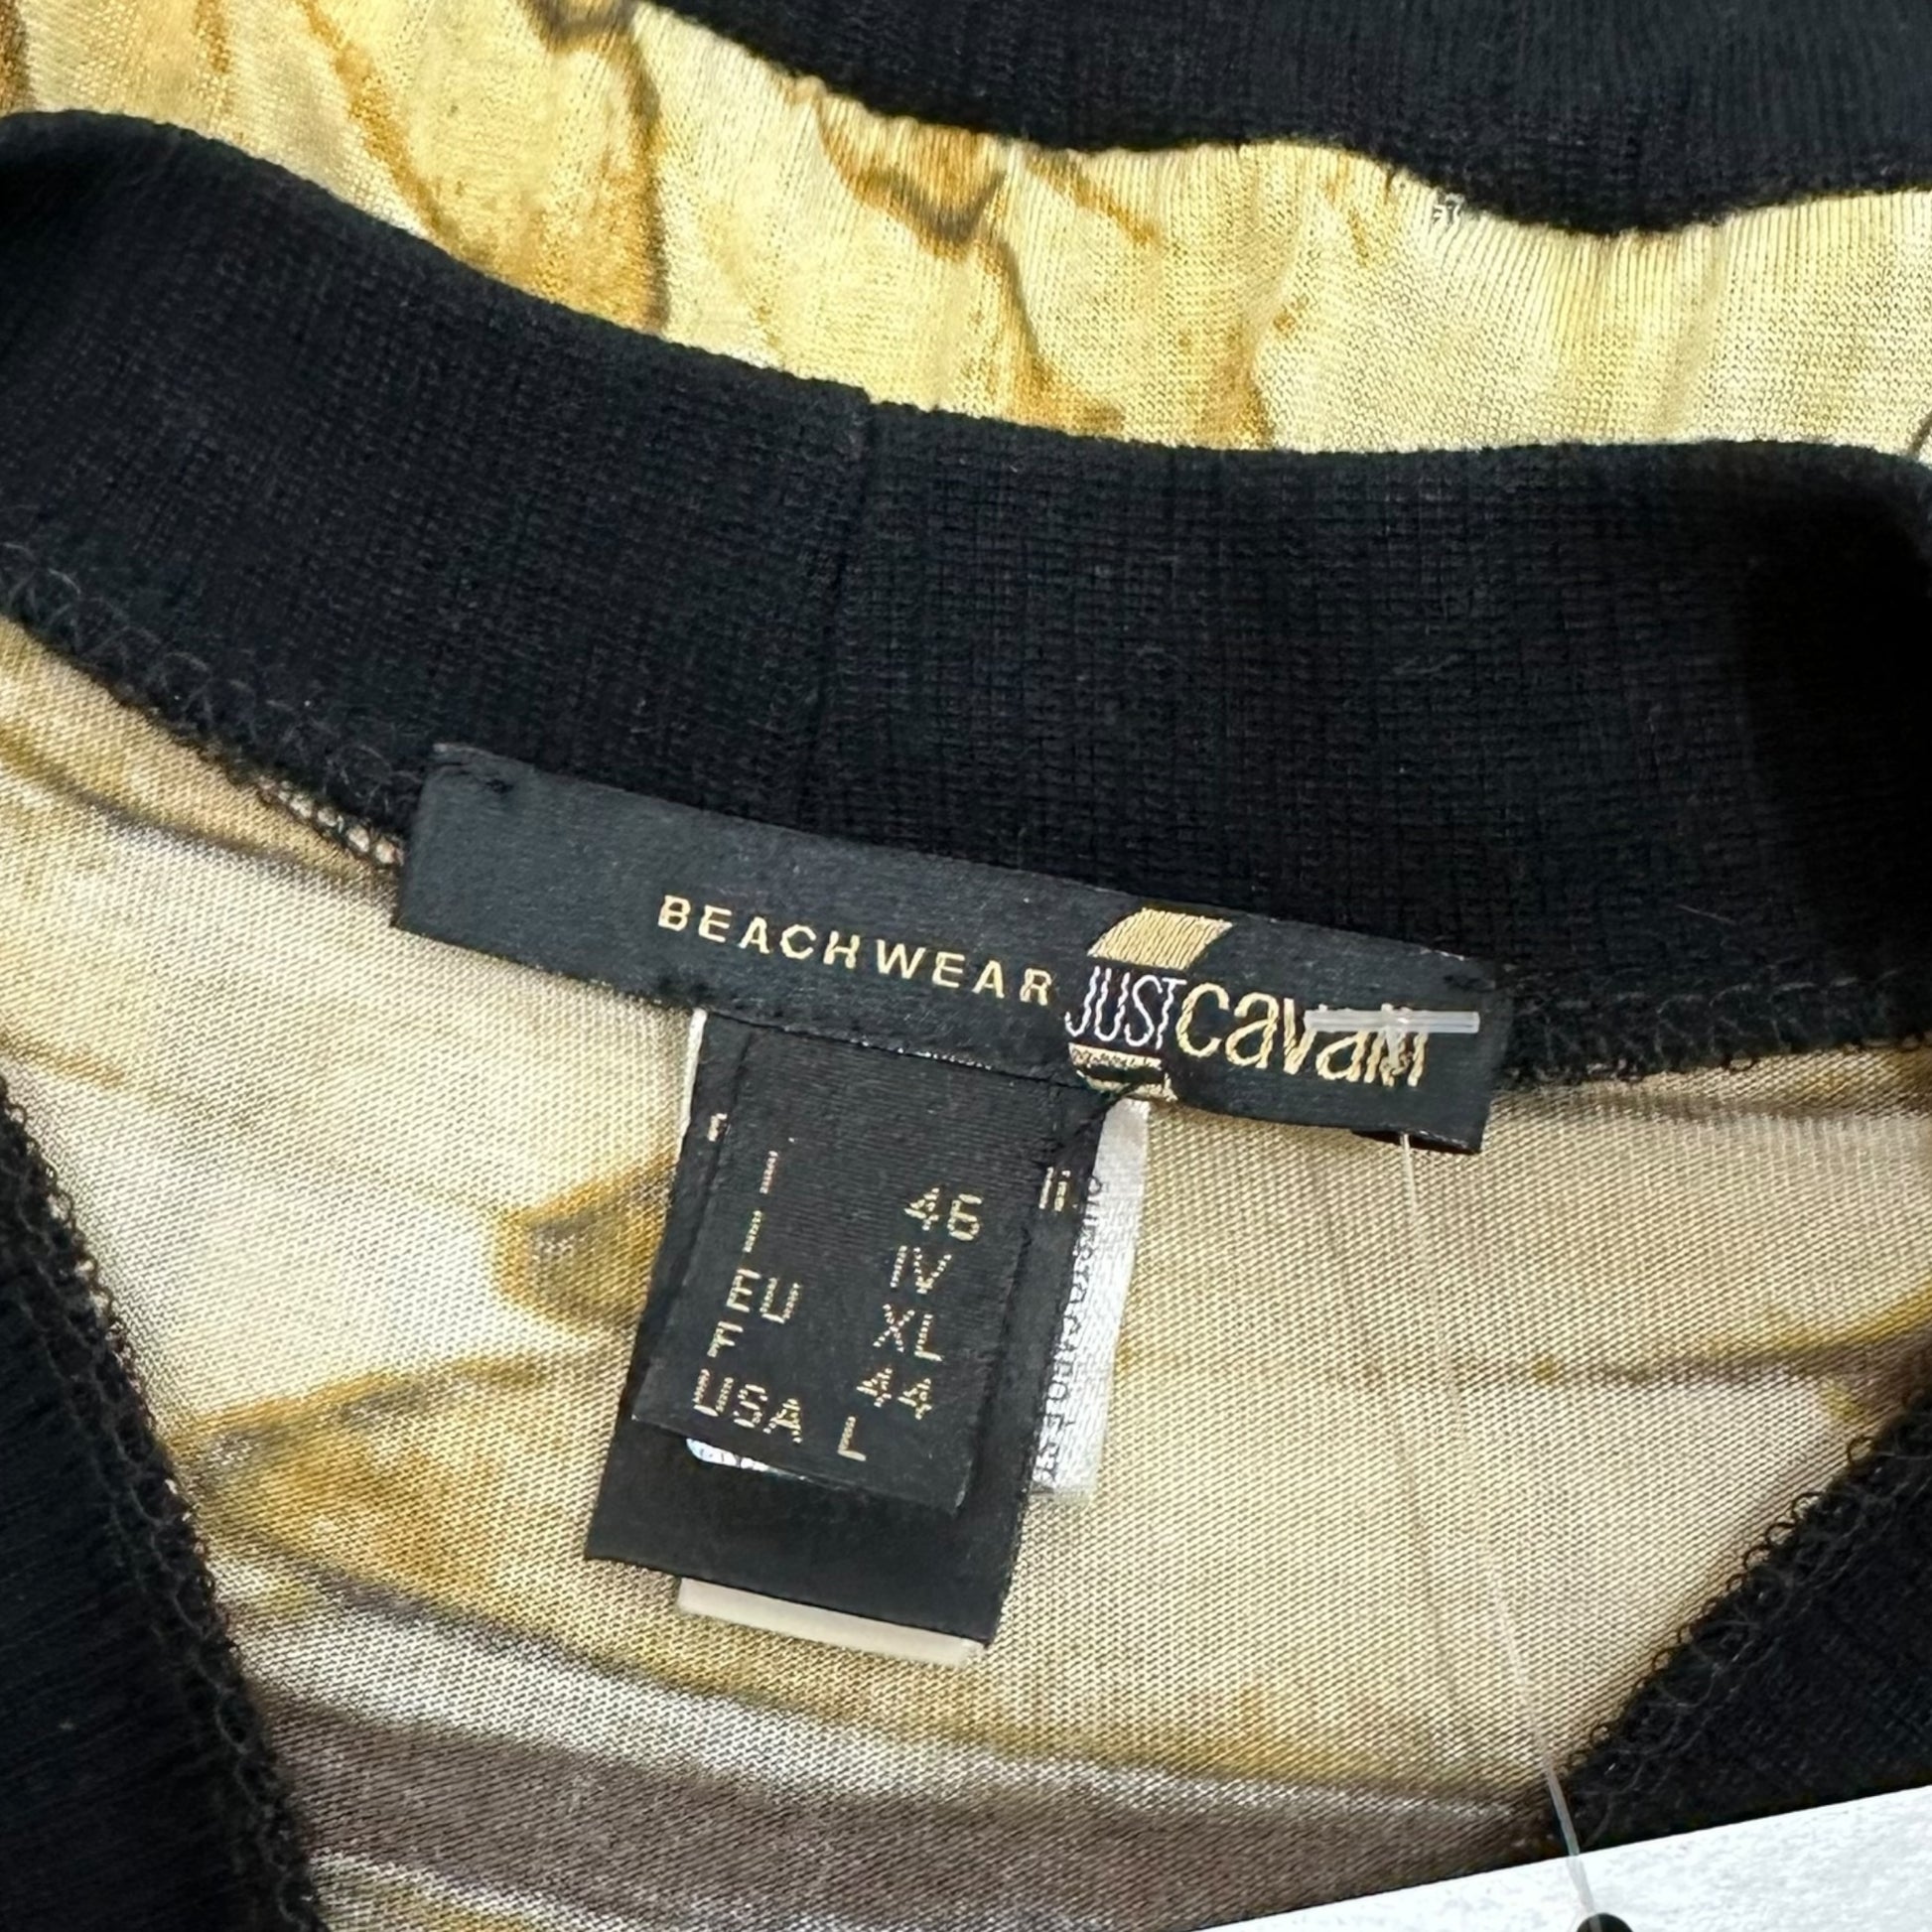 BEACHWEAR JUST cavalli
I 46
I IV
EU XL
F 44
USA L